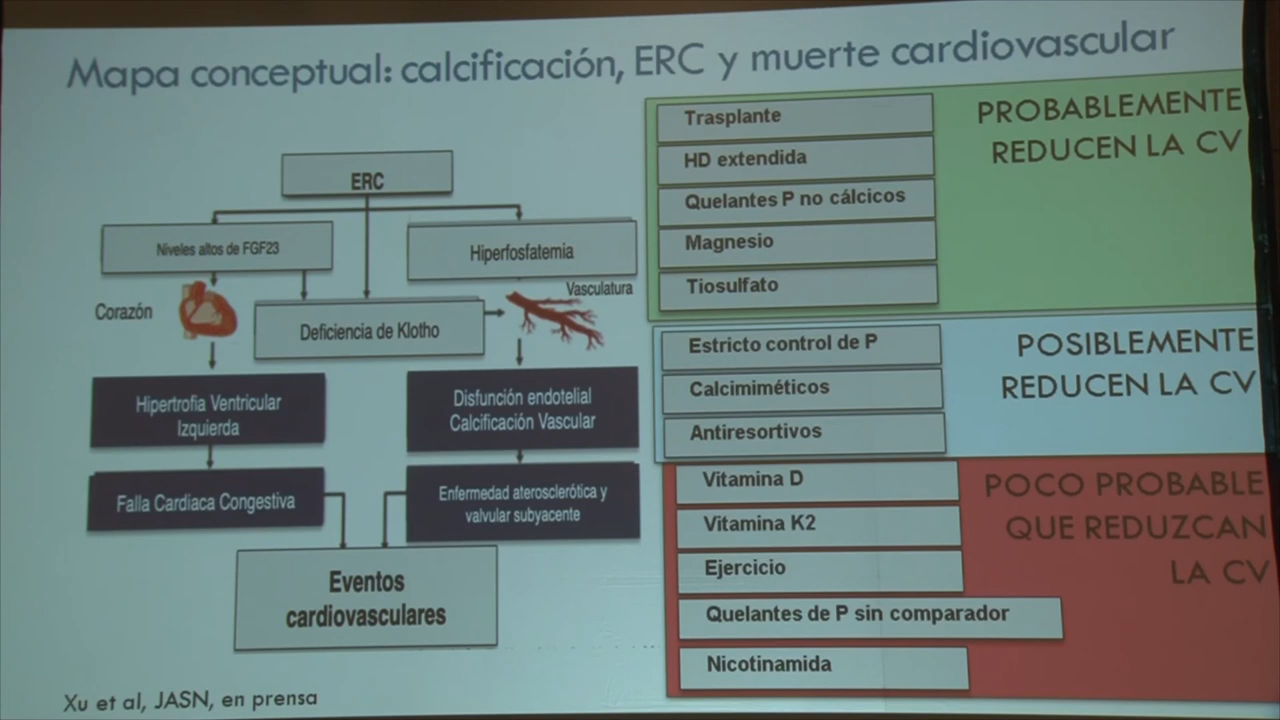 Mapa conceptual: calcificación, ERC y muerte cardiovascular
ERC
Niveles altos de FGF23
Hiperfosfatemia
Corazón
Vasculatura
Deficiencia de Klotho
Hipertrofia Ventricular
Izquierda
Disfunción endotelial
Calcificación Vascular
Falla Cardiaca Congestiva
Enfermedad aterosclerótica y
valvular subyacente
Eventos
cardiovasculares
Xu et al, JASN, en prensa
Trasplante
HD extendida
Quelantes P no cálcicos
Magnesio
Tiosulfato
PROBABLEMENTE
REDUCEN LA CV
Estricto control de P
Calcimiméticos
Antiresortivos
POSIBLEMENTE
REDUCEN LA CV
Vitamina D
Vitamina K2
Ejercicio
Quelantes de P sin comparador
Nicotinamida
POCO PROBABLE
QUE REDUZCAN
LA CV